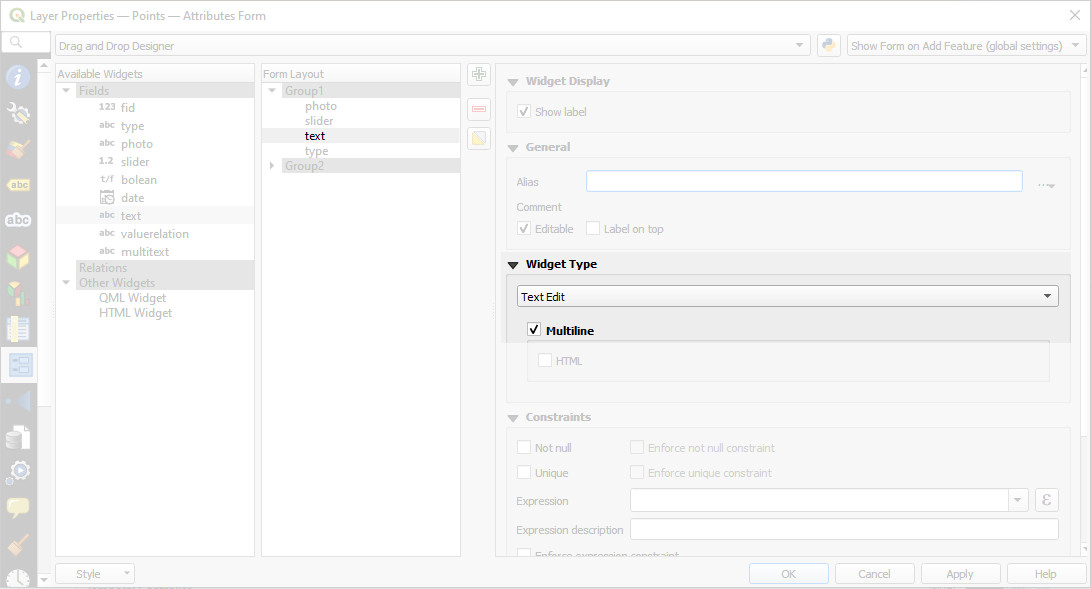 Layer Properties — Points — Attributes Form
Drag and Drop Designer
Show Form on Add Feature (global settings)
Available Widgets
Fields
123 fid
abc type
abc photo
1.2 slider
t/f bolean
date
abc text
abc valuerelation
abc multitext
Relations
Other Widgets
QML Widget
HTML Widget
Form Layout
Group1
photo
slider
text
type
Group2
Widget Display
Show label
General
Alias
Comment
Editable Label on top
Widget Type
Text Edit
Multiline
HTML
Constraints
Not null Enforce not null constraint
Unique Enforce unique constraint
Expression ε
Expression description
Enforce expression constraint
abc
abc
Style
OK Cancel Apply Help